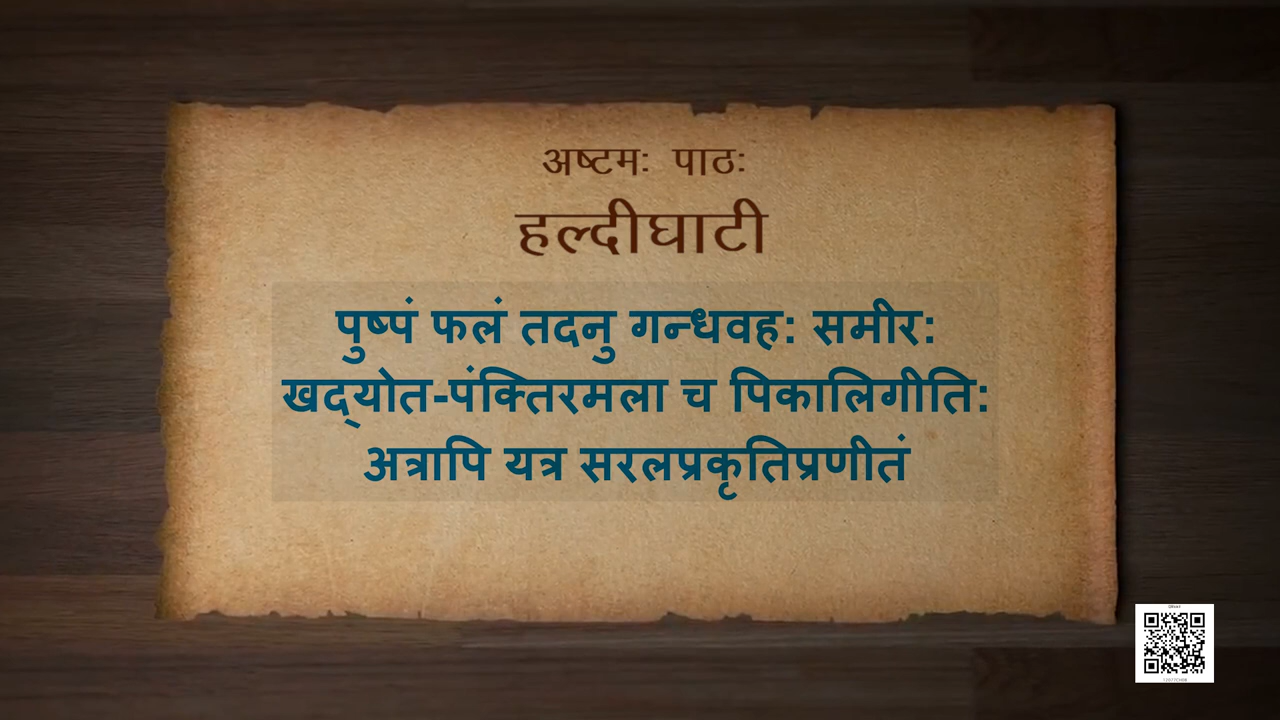 अष्टमः पाठः
हल्दीघाटी
पुष्पं फलं तदनु गन्धवहः समीरः
खद्योत-पंक्तिरमला च पिकालिगीतिः
अत्रापि यत्र सरलप्रकृतिप्रणीतं